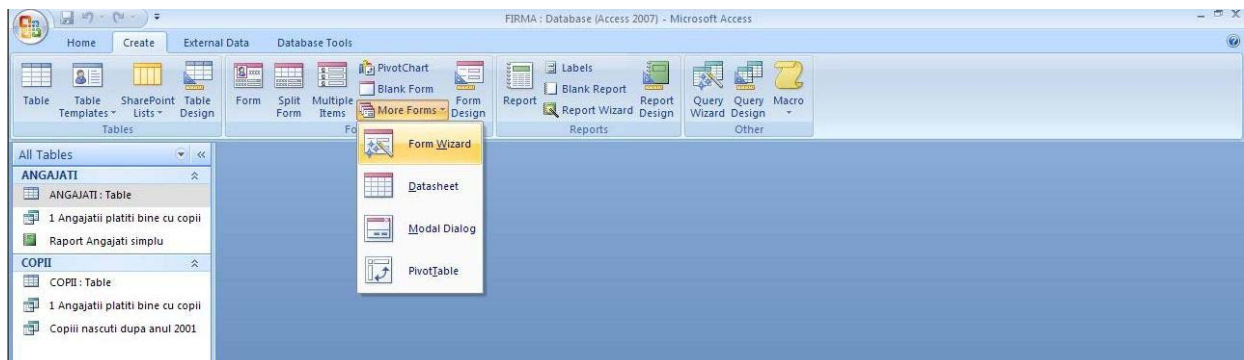 FIRMA : Database (Access 2007) - Microsoft Access
Home Create External Data Database Tools
Table
Table Templates
SharePoint Lists
Table Design
Tables
Form
Split Form
Multiple Items
PivotChart
Blank Form
More Forms
Form Design
Fo
Report
Labels
Blank Report
Report Wizard
Report Design
Reports
Query Wizard
Query Design
Macro
Other
Form Wizard
Datasheet
Modal Dialog
PivotTable
All Tables
ANGAJATI
ANGAJATI : Table
1 Angajatii platiti bine cu copii
Raport Angajati simplu
COPII
COPII : Table
1 Angajatii platiti bine cu copii
Copiii nascuti dupa anul 2001